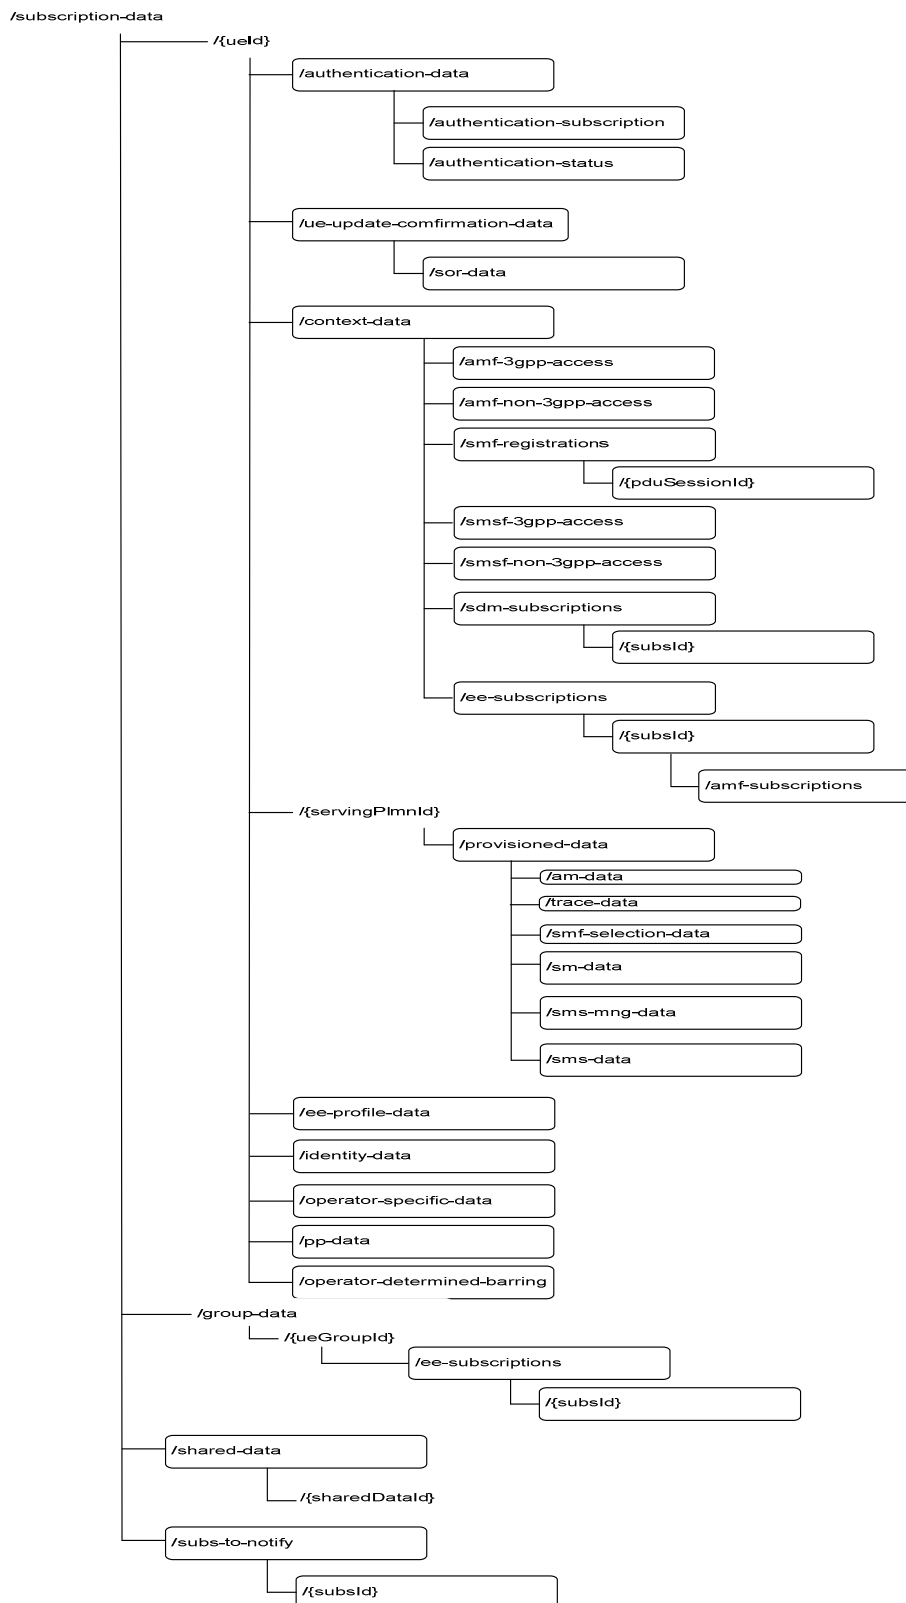 /subscription-data
/{ueId}
/authentication-data
/authentication-subscription
/authentication-status
/ue-update-comfirmation-data
/sor-data
/context-data
/amf-3gpp-access
/amf-non-3gpp-access
/smf-registrations
/{pduSessionId}
/smsf-3gpp-access
/smsf-non-3gpp-access
/sdm-subscriptions
/{subsId}
/ee-subscriptions
/{subsId}
/amf-subscriptions
/{servingPlmnId}
/provisioned-data
/am-data
/trace-data
/smf-selection-data
/sm-data
/sms-mng-data
/sms-data
/ee-profile-data
/identity-data
/operator-specific-data
/pp-data
/operator-determined-barring
/group-data
/{ueGroupId}
/ee-subscriptions
/{subsId}
/shared-data
/{sharedDataId}
/subs-to-notify
/{subsId}